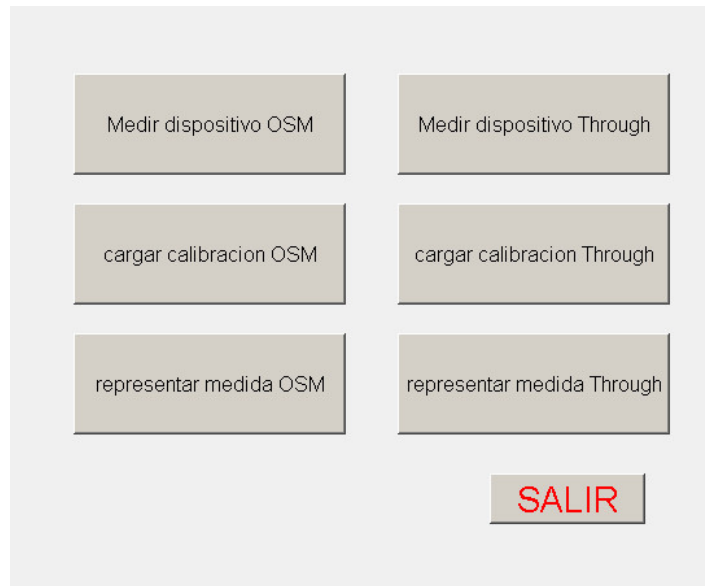 Medir dispositivo OSM
Medir dispositivo Through
cargar calibracion OSM
cargar calibracion Through
representar medida OSM
representar medida Through
SALIR